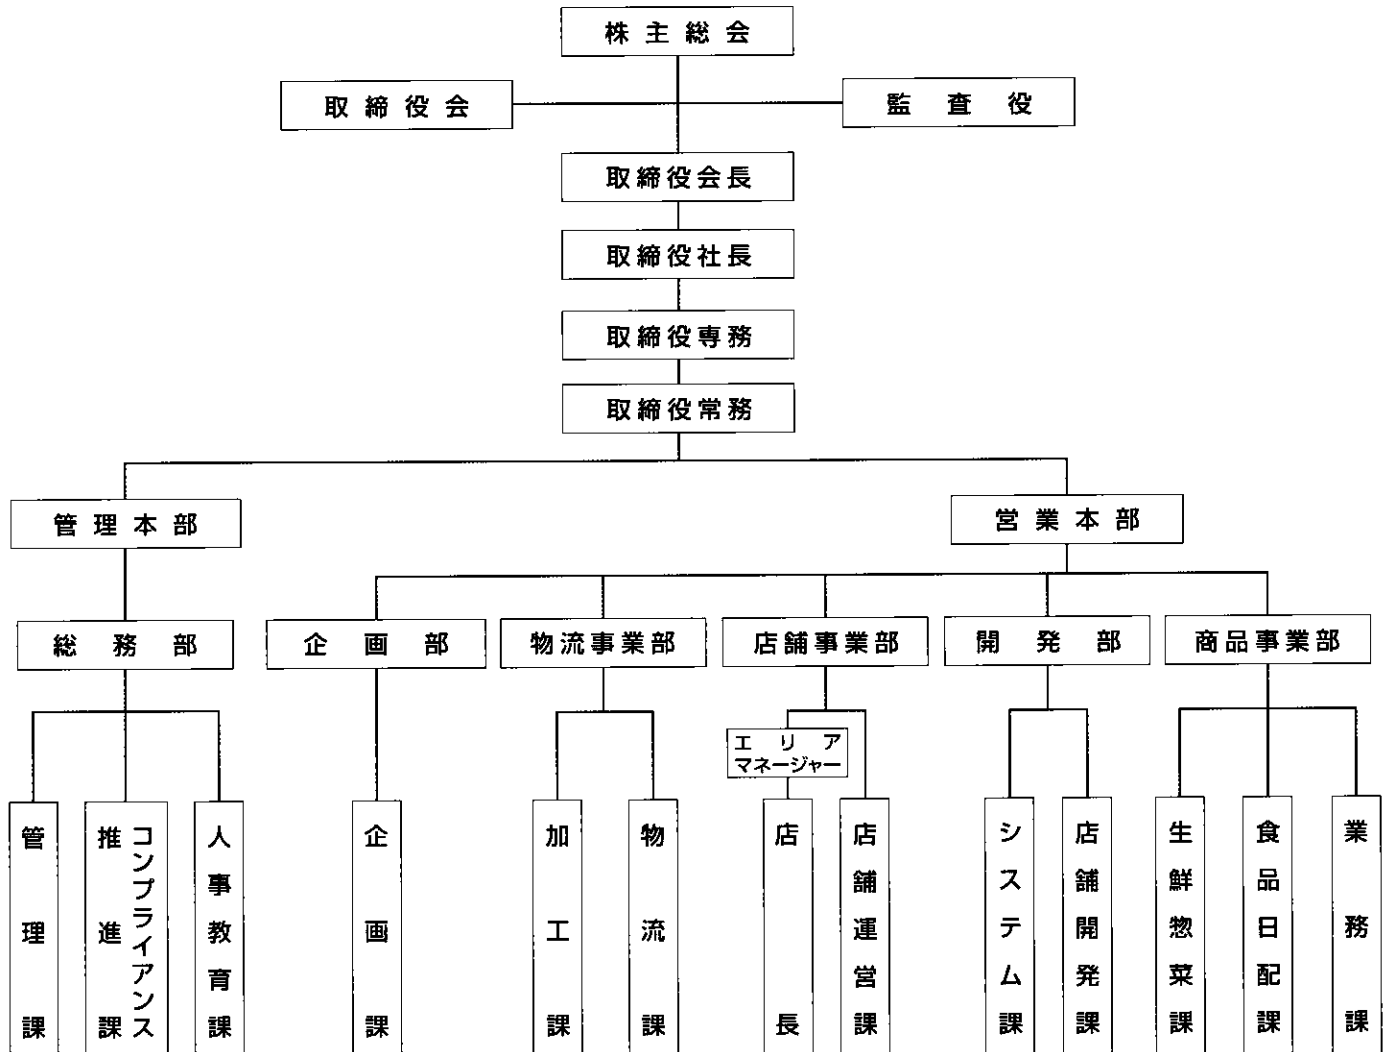 株主総会
取締役会
監査役
取締役会長
取締役社長
取締役専務
取締役常務
管理本部
営業本部
総務部
企画部
物流事業部
店舗事業部
開発部
商品事業部
エリア
マネージャー
管理課
コンプライアンス
推進課
人事教育課
企画課
加工課
物流課
店長
店舗運営課
システム課
店舗開発課
生鮮惣菜課
食品日配課
業務課